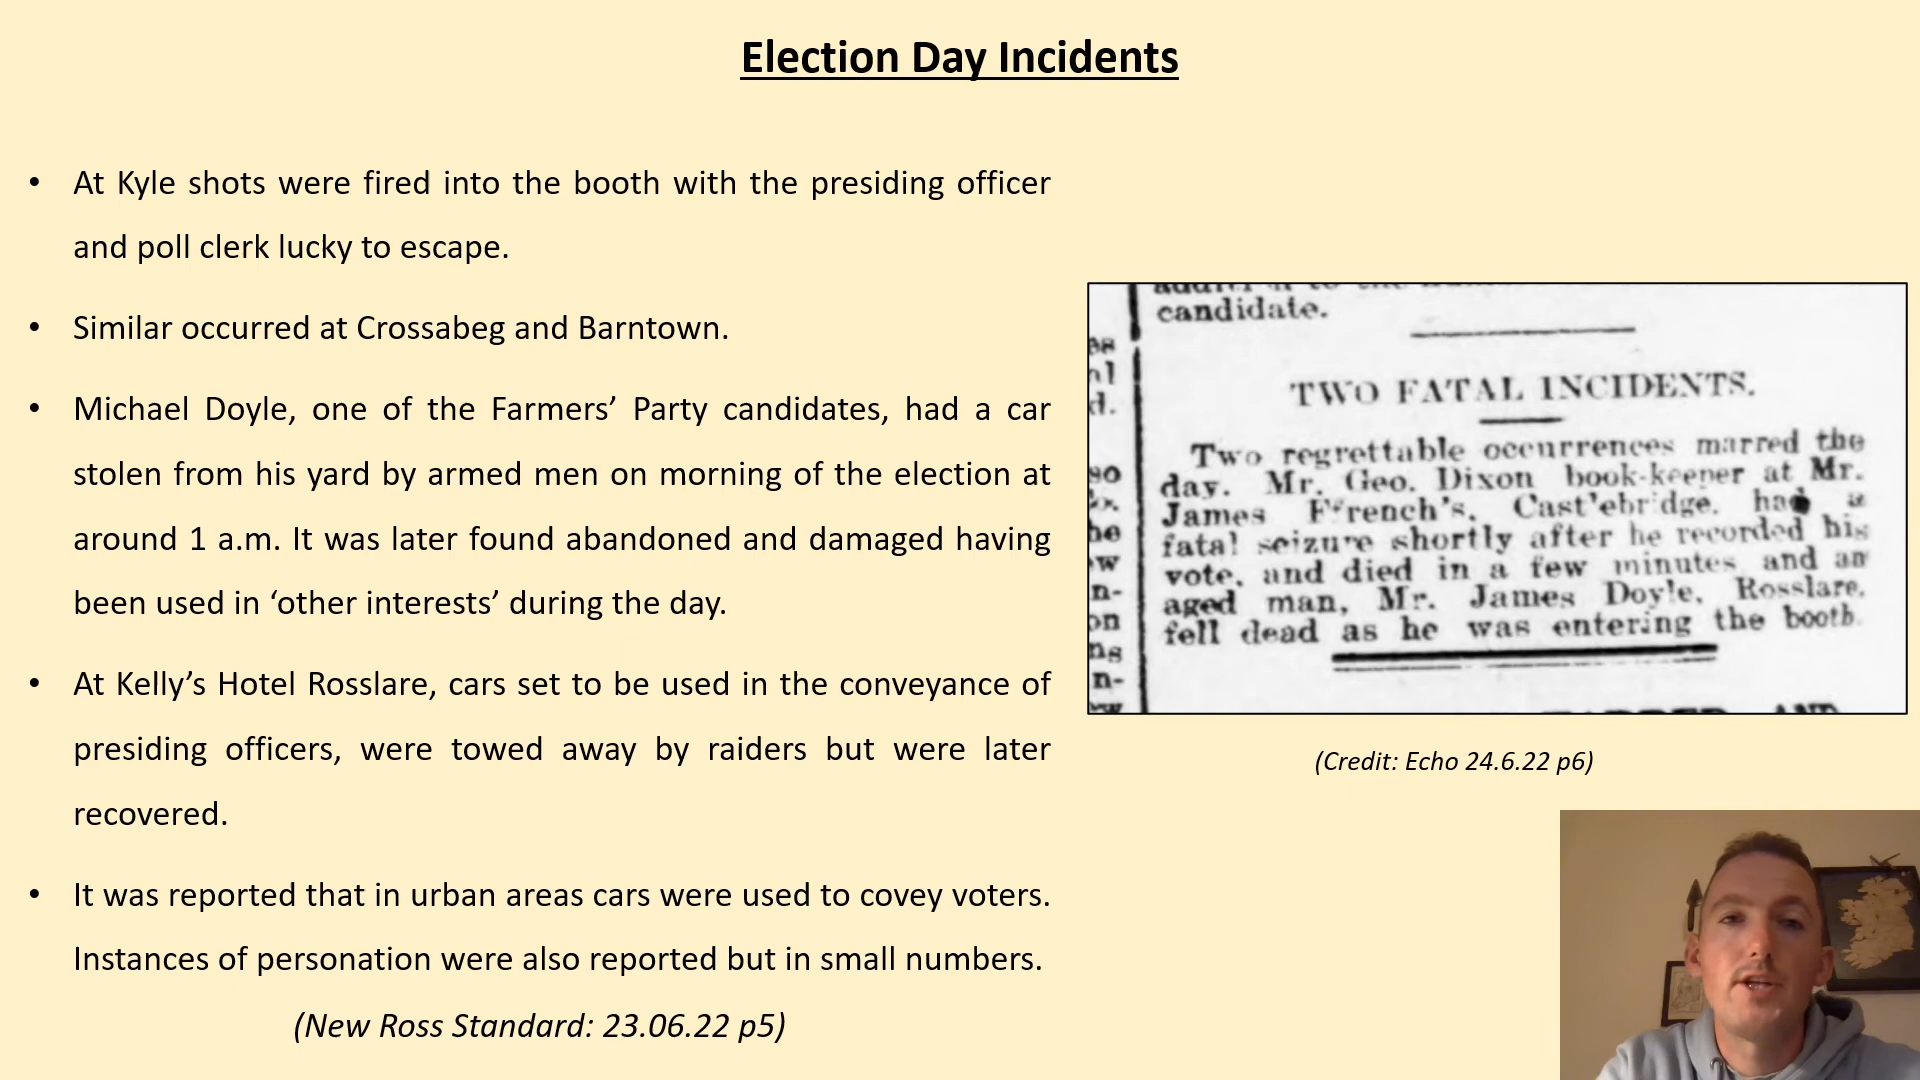 Election Day Incidents
• At Kyle shots were fired into the booth with the presiding officer
and poll clerk lucky to escape.
• Similar occurred at Crossabeg and Barntown.
• Michael Doyle, one of the Farmers’ Party candidates, had a car
stolen from his yard by armed men on morning of the election at
around 1 a.m. It was later found abandoned and damaged having
been used in ‘other interests’ during the day.
• At Kelly’s Hotel Rosslare, cars set to be used in the conveyance of
presiding officers, were towed away by raiders but were later
recovered.
• It was reported that in urban areas cars were used to covey voters.
Instances of personation were also reported but in small numbers.
(New Ross Standard: 23.06.22 p5)
candidate.
TWO FATAL INCIDENTS.
Two regrettable occurrences marred the
day. Mr. Geo. Dixon book-keeper at Mr.
James Ffrench's, Cast'ebridge, had a
fatal seizure shortly after he recorded his
vote, and died in a few minutes and an
aged man, Mr. James Doyle, Rosslare,
fell dead as he was entering the booth.
(Credit: Echo 24.6.22 p6)